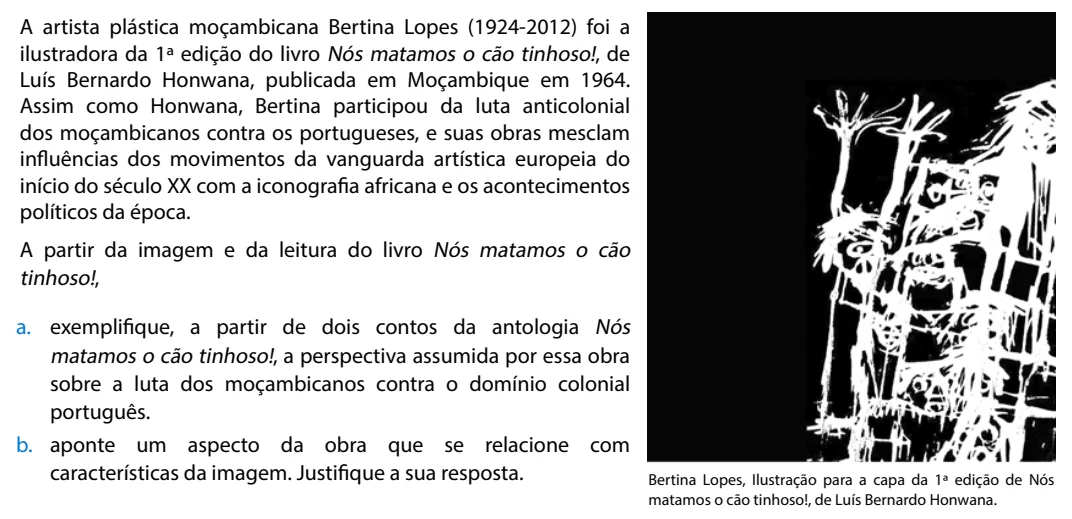 A artista plástica moçambicana Bertina Lopes (1924-2012) foi a
ilustradora da 1ª edição do livro Nós matamos o cão tinhoso!, de
Luís Bernardo Honwana, publicada em Moçambique em 1964.
Assim como Honwana, Bertina participou da luta anticolonial
dos moçambicanos contra os portugueses, e suas obras mesclam
influências dos movimentos da vanguarda artística europeia do
início do século XX com a iconografia africana e os acontecimentos
políticos da época.
A partir da imagem e da leitura do livro Nós matamos o cão
tinhoso!,
a. exemplifique, a partir de dois contos da antologia Nós
matamos o cão tinhoso!, a perspectiva assumida por essa obra
sobre a luta dos moçambicanos contra o domínio colonial
português.
b. aponte um aspecto da obra que se relacione com
características da imagem. Justifique a sua resposta.
Bertina Lopes, Ilustração para a capa da 1ª edição de Nós
matamos o cão tinhoso!, de Luís Bernardo Honwana.